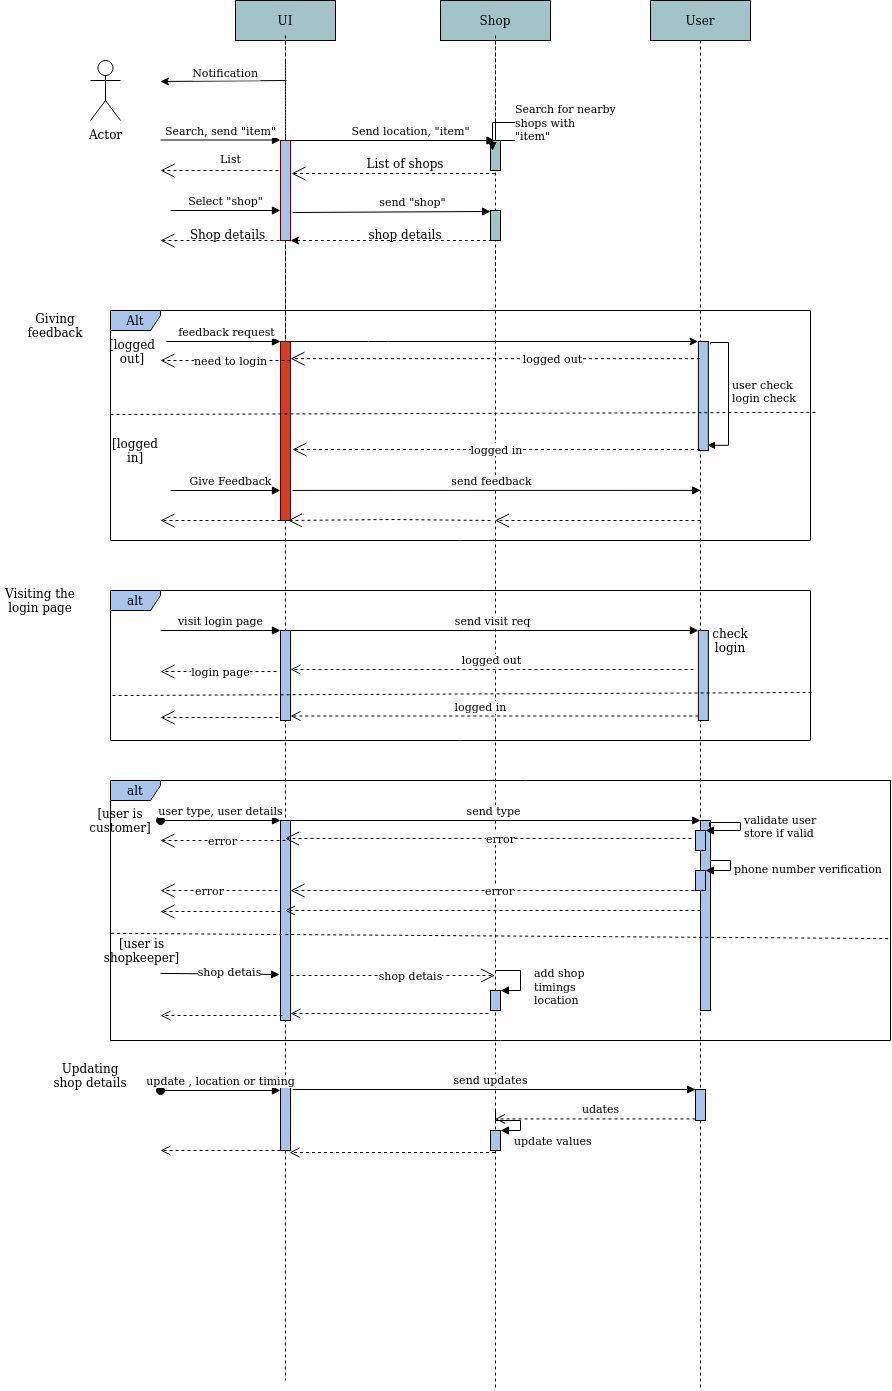 UI
Shop
User
Notification
Actor
Search for nearby
shops with
"item"
Search, send "item"
Send location, "item"
List
List of shops
Select "shop"
send "shop"
Shop details
shop details
Giving
feedback
Alt
[logged
out]
feedback request
need to login
logged out
user check
login check
[logged
in]
logged in
Give Feedback
send feedback
Visiting the
login page
alt
visit login page
send visit req
check
login
login page
logged out
logged in
alt
[user is
customer]
user type, user details
send type
validate user
store if valid
error
error
phone number verification
error
error
[user is
shopkeeper]
shop detais
shop detais
add shop
timings
location
Updating
shop details
update , location or timing
send updates
udates
update values